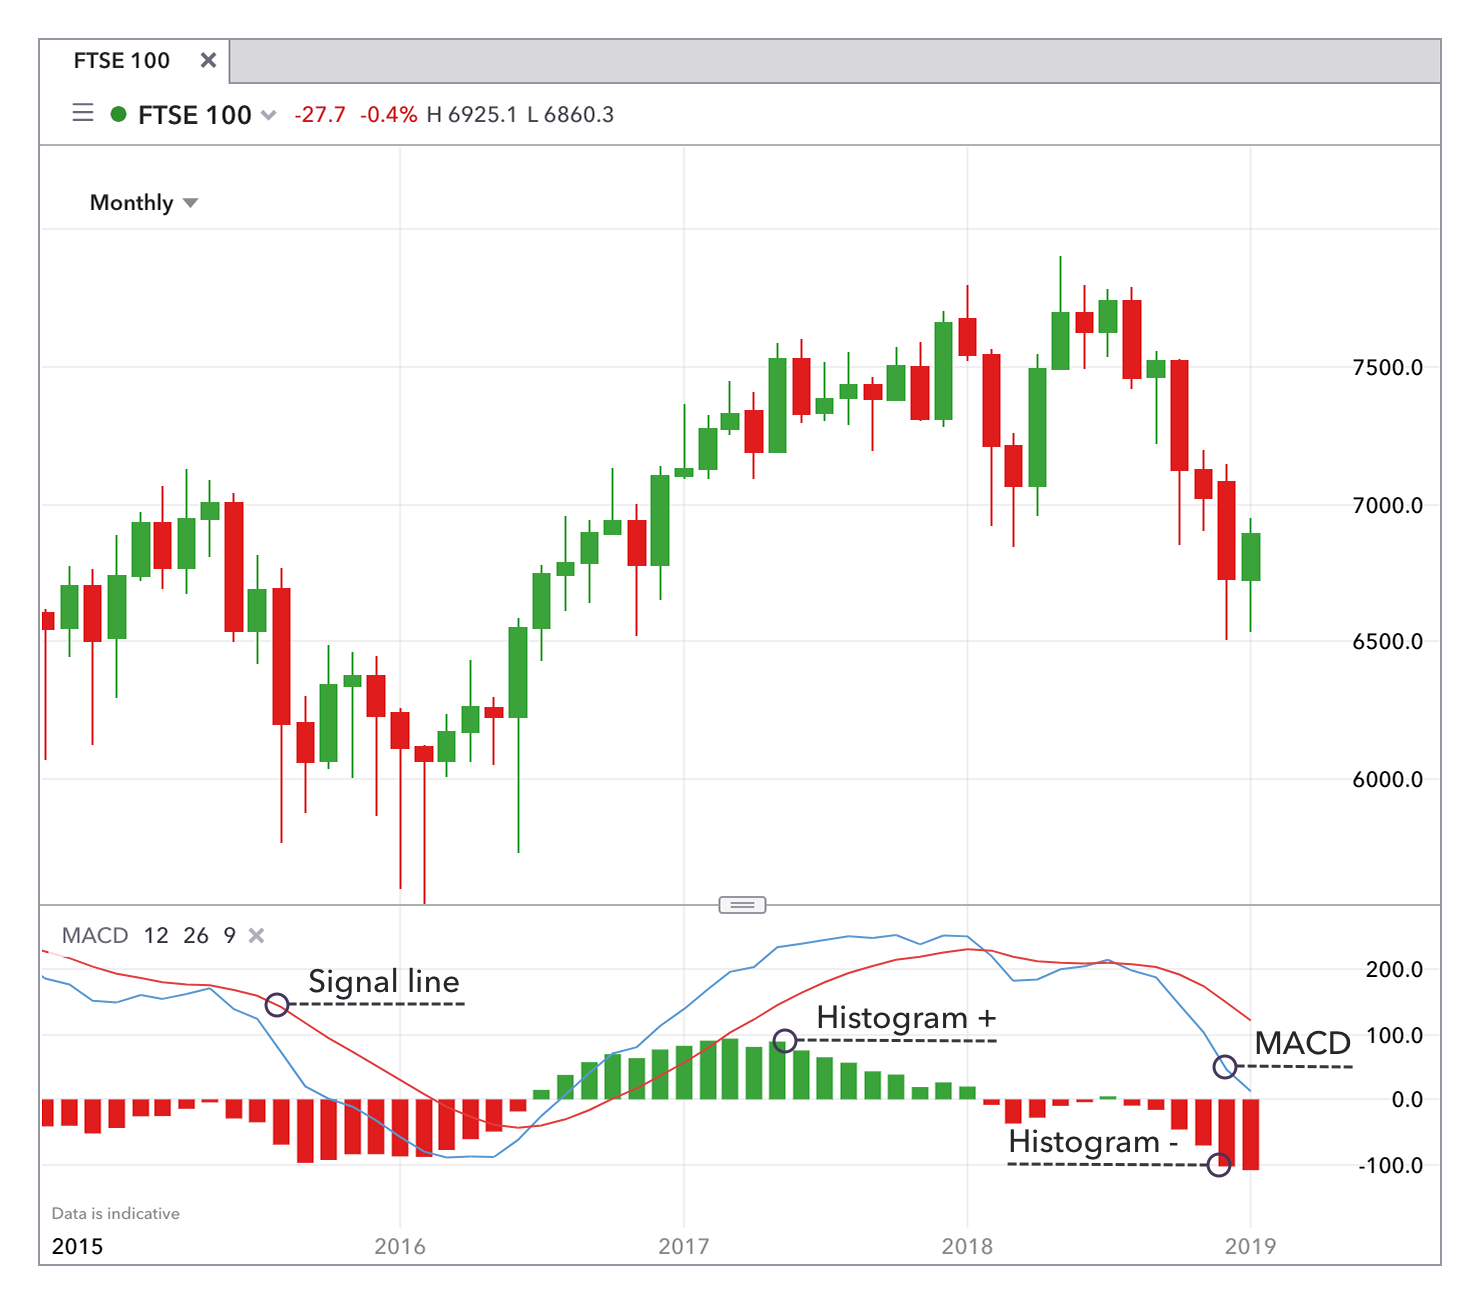 FTSE 100
FTSE 100 -27.7 -0.4% H 6925.1 L 6860.3
Monthly
7500.0
7000.0
6500.0
6000.0
MACD 12 26 9
200.0
Signal line
Histogram +
100.0
MACD
0.0
Histogram -
-100.0
Data is indicative
2015 2016 2017 2018 2019